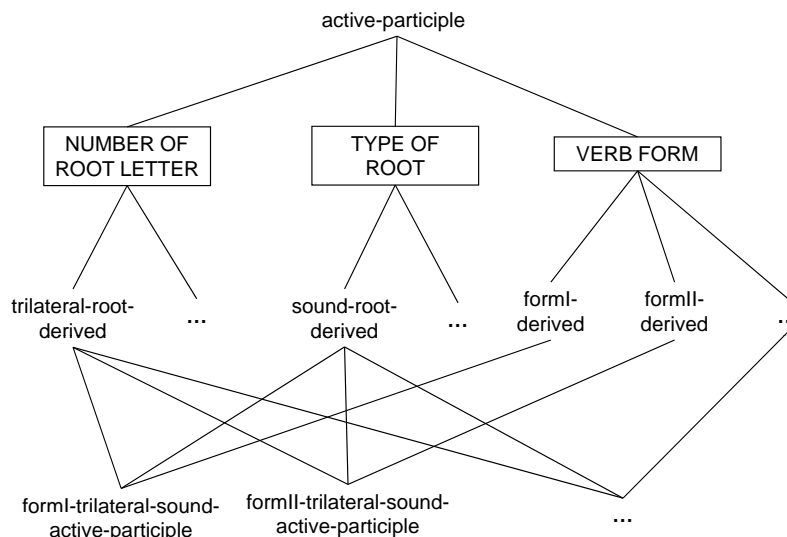 active-participle
NUMBER OF
ROOT LETTER
TYPE OF
ROOT
VERB FORM
trilateral-root-
derived
...
sound-root-
derived
...
formI-
derived
formII-
derived
...
formI-trilateral-sound-
active-participle
formII-trilateral-sound-
active-participle
...